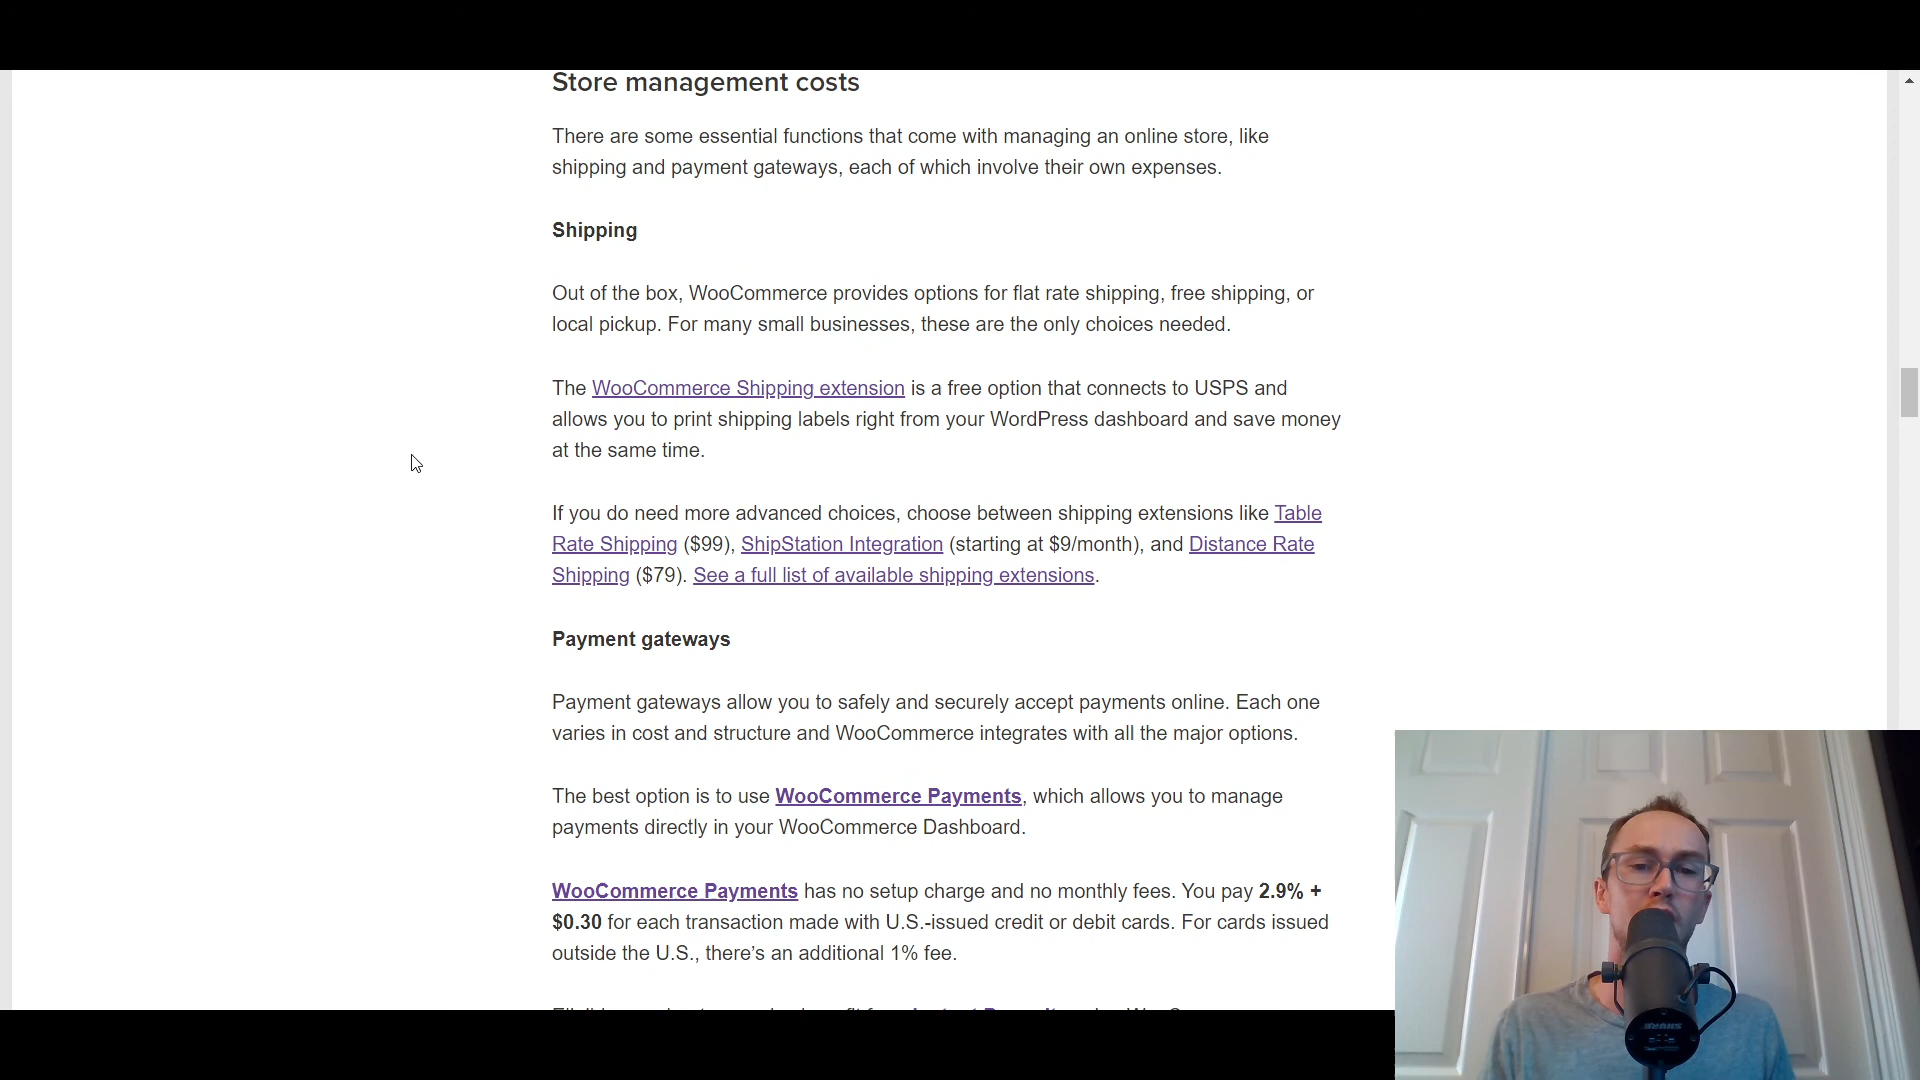 Store management costs
There are some essential functions that come with managing an online store, like
shipping and payment gateways, each of which involve their own expenses.
Shipping
Out of the box, WooCommerce provides options for flat rate shipping, free shipping, or
local pickup. For many small businesses, these are the only choices needed.
The WooCommerce Shipping extension is a free option that connects to USPS and
allows you to print shipping labels right from your WordPress dashboard and save money
at the same time.
If you do need more advanced choices, choose between shipping extensions like Table
Rate Shipping ($99), ShipStation Integration (starting at $9/month), and Distance Rate
Shipping ($79). See a full list of available shipping extensions.
Payment gateways
Payment gateways allow you to safely and securely accept payments online. Each one
varies in cost and structure and WooCommerce integrates with all the major options.
The best option is to use WooCommerce Payments, which allows you to manage
payments directly in your WooCommerce Dashboard.
WooCommerce Payments has no setup charge and no monthly fees. You pay 2.9% +
$0.30 for each transaction made with U.S.-issued credit or debit cards. For cards issued
outside the U.S., there’s an additional 1% fee.
SHURE